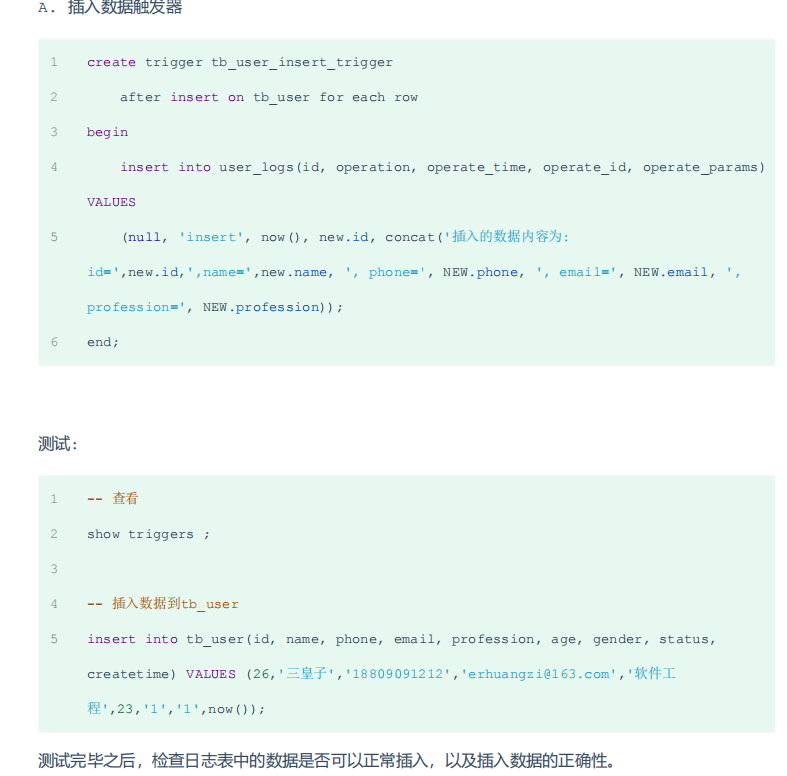 A. 插入数据触发器
1 create trigger tb_user_insert_trigger
2 after insert on tb_user for each row
3 begin
4 insert into user_logs(id, operation, operate_time, operate_id, operate_params)
VALUES
5 (null, 'insert', now(), new.id, concat('插入的数据内容为:
id=',new.id,',name=',new.name, ', phone=', NEW.phone, ', email=', NEW.email, ',
profession=', NEW.profession));
6 end;
测试：
1 -- 查看
2 show triggers ;
3
4 -- 插入数据到tb_user
5 insert into tb_user(id, name, phone, email, profession, age, gender, status,
createtime) VALUES (26,'三皇子','18809091212','erhuangzi@163.com','软件工
程',23,'1','1',now());
测试完毕之后，检查日志表中的数据是否可以正常插入，以及插入数据的正确性。